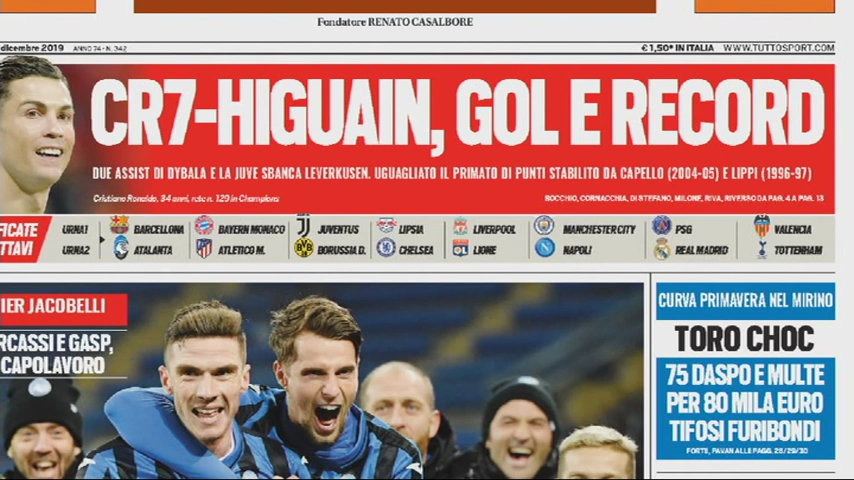 Fondatore RENATO CASALBORE
dicembre 2019 ANNO 74 - N. 342 € 1,50* IN ITALIA WWW.TUTTOSPORT.COM
CR7-HIGUAIN, GOL E RECORD
DUE ASSIST DI DYBALA E LA JUVE SBANCA LEVERKUSEN. UGUAGLIATO IL PRIMATO DI PUNTI STABILITO DA CAPELLO (2004-05) E LIPPI (1996-97)
Cristiano Ronaldo, 34 anni, rete n. 129 in Champions BOCCHIO, CORNACCHIA, DI STEFANO, MILONE, RIVA, RIVERSO DA PAG. 4 A PAG. 13
FICATE URNA1 BARCELLONA BAYERN MONACO JUVENTUS LIPSIA LIVERPOOL MANCHESTER CITY PSG VALENCIA
TTAVI URNA2 ATALANTA ATLETICO M. BORUSSIA D. CHELSEA LIONE NAPOLI REAL MADRID TOTTENHAM
IER JACOBELLI
RCASSI E GASP,
CAPOLAVORO
CURVA PRIMAVERA NEL MIRINO
TORO CHOC
75 DASPO E MULTE
PER 80 MILA EURO
TIFOSI FURIBONDI
FORTE, PAVAN ALLE PAGG. 28/29/30